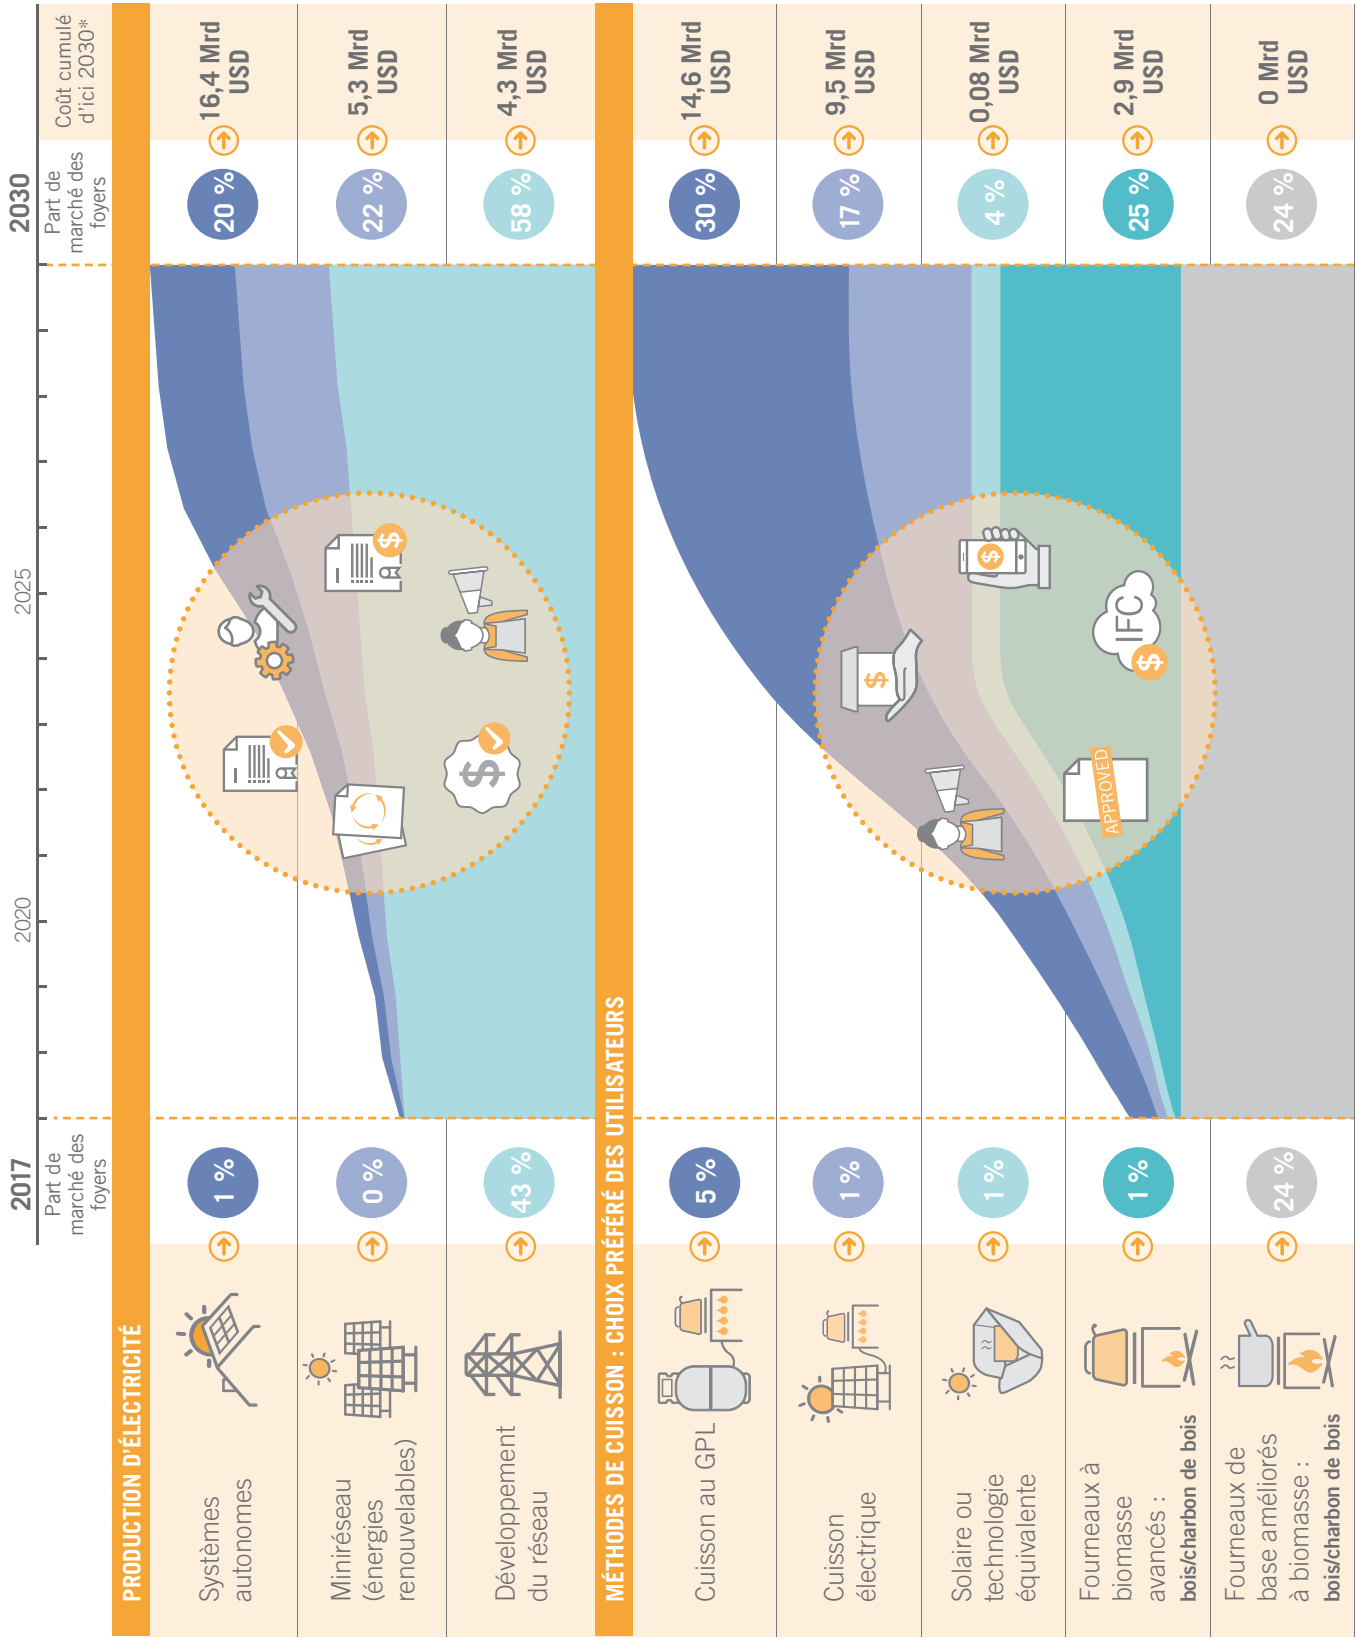 2017
2020
2025
2030
Part de
marché des
foyers
Part de
marché des
foyers
Coût cumulé
d'ici 2030*
PRODUCTION D'ÉLECTRICITÉ
Systèmes
autonomes
1 %
20 %
16,4 Mrd
USD
Miniréseau
(énergies
renouvelables)
0 %
22 %
5,3 Mrd
USD
Développement
du réseau
43 %
58 %
4,3 Mrd
USD
$
$
MÉTHODES DE CUISSON : CHOIX PRÉFÉRÉ DES UTILISATEURS
Cuisson au GPL
5 %
30 %
14,6 Mrd
USD
Cuisson
électrique
1 %
17 %
9,5 Mrd
USD
Solaire ou
technologie
équivalente
1 %
4 %
0,08 Mrd
USD
Fourneaux à
biomasse
avancés :
bois/charbon de bois
1 %
25 %
2,9 Mrd
USD
Fourneaux de
base améliorés
à biomasse :
bois/charbon de bois
24 %
24 %
0 Mrd
USD
$
$
APPROVED
IFC
$